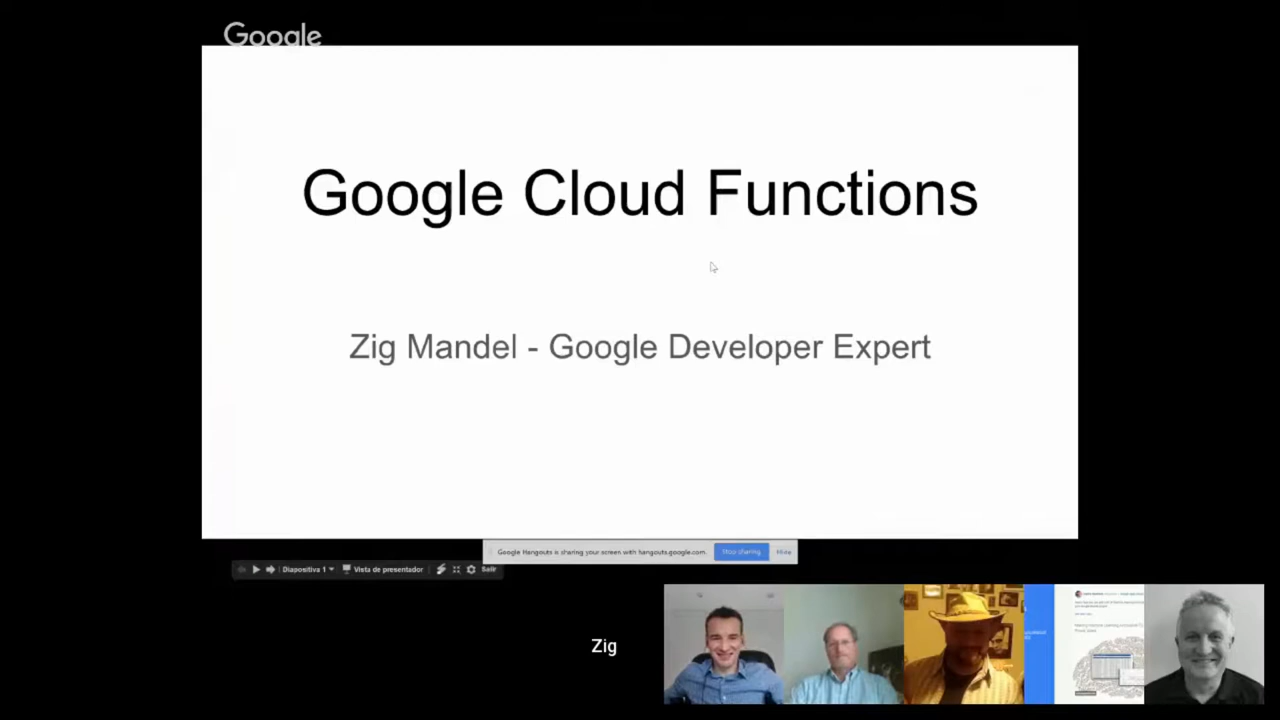 Google
Google Cloud Functions
Zig Mandel - Google Developer Expert
Google Hangouts is sharing your screen with hangouts.google.com.
Stop sharing
Hide
Diapositiva 1
Vista de presentador
Salir
Zig